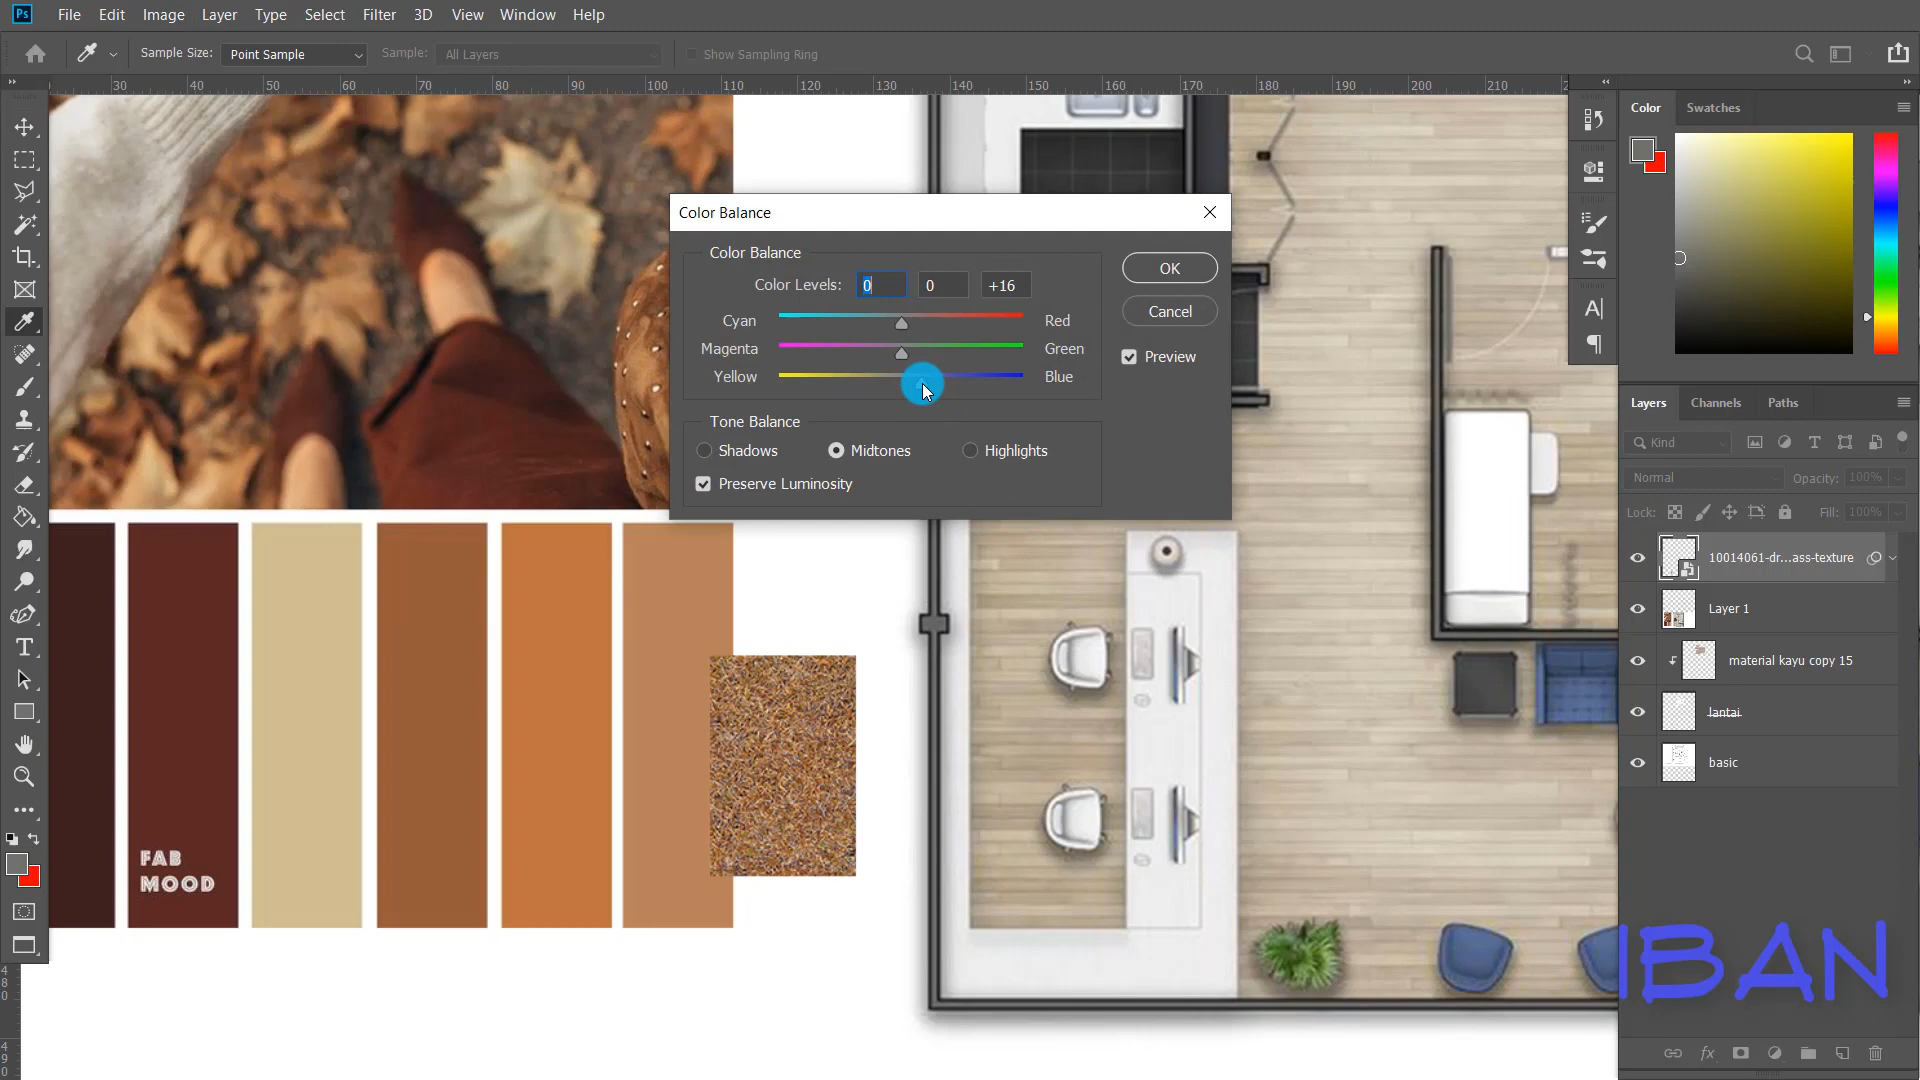 Ps File Edit Image Layer Type Select Filter 3D View Window Help
Sample Size: Point Sample Sample: All Layers Show Sampling Ring
30 40 50 60 70 80 90 100 110 120 130 140 150 160 170 180 190 200 210
Color Swatches
Color Balance
Color Balance
Color Levels: 0 0 +16
Cyan Red
Magenta Green
Yellow Blue
OK
Cancel
Preview
Tone Balance
Shadows Midtones Highlights
Preserve Luminosity
Layers Channels Paths
Kind
Normal Opacity: 100%
Lock: Fill: 100%
10014061-dr...ass-texture
Layer 1
material kayu copy 15
lantai
basic
FAB
MOOD
IBAN
480
490
fx